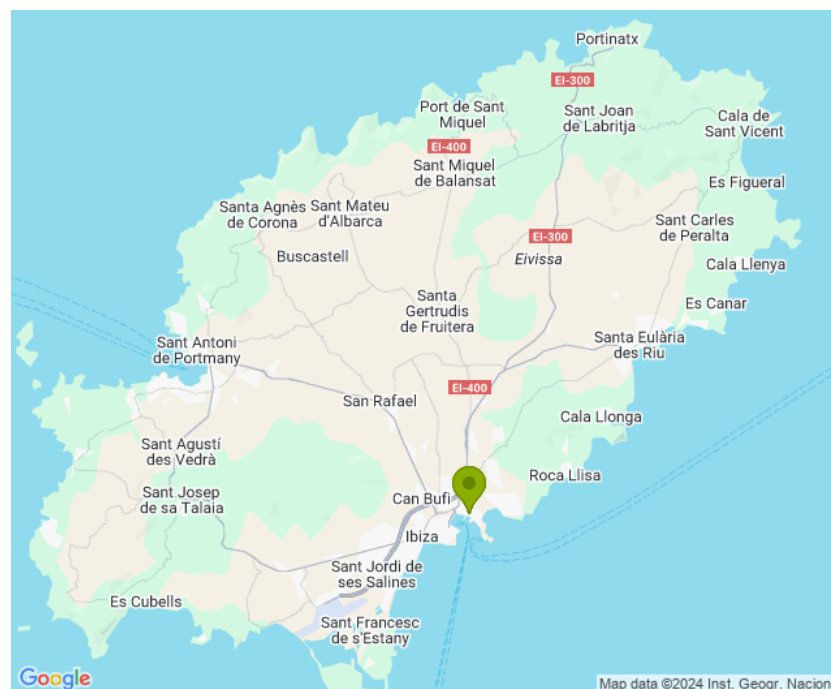 Portinatx
EI-300
Port de Sant
Miquel
Sant Joan
de Labritja
Cala de
Sant Vicent
EI-400
Sant Miquel
de Balansat
Es Figueral
Santa Agnès
de Corona
Sant Mateu
d'Albarca
Sant Carles
de Peralta
EI-300
Buscastell
Eivissa
Cala Llenya
Santa
Gertrudis
de Fruitera
Es Canar
Sant Antoni
de Portmany
Santa Eulària
des Riu
EI-400
San Rafael
Cala Llonga
Sant Agustí
des Vedrà
Roca Llisa
Sant Josep
de sa Talaia
Can Bufi
Ibiza
Sant Jordi de
ses Salines
Es Cubells
Sant Francesc
de s'Estany
Google
Map data ©2024 Inst. Geogr. Nacion